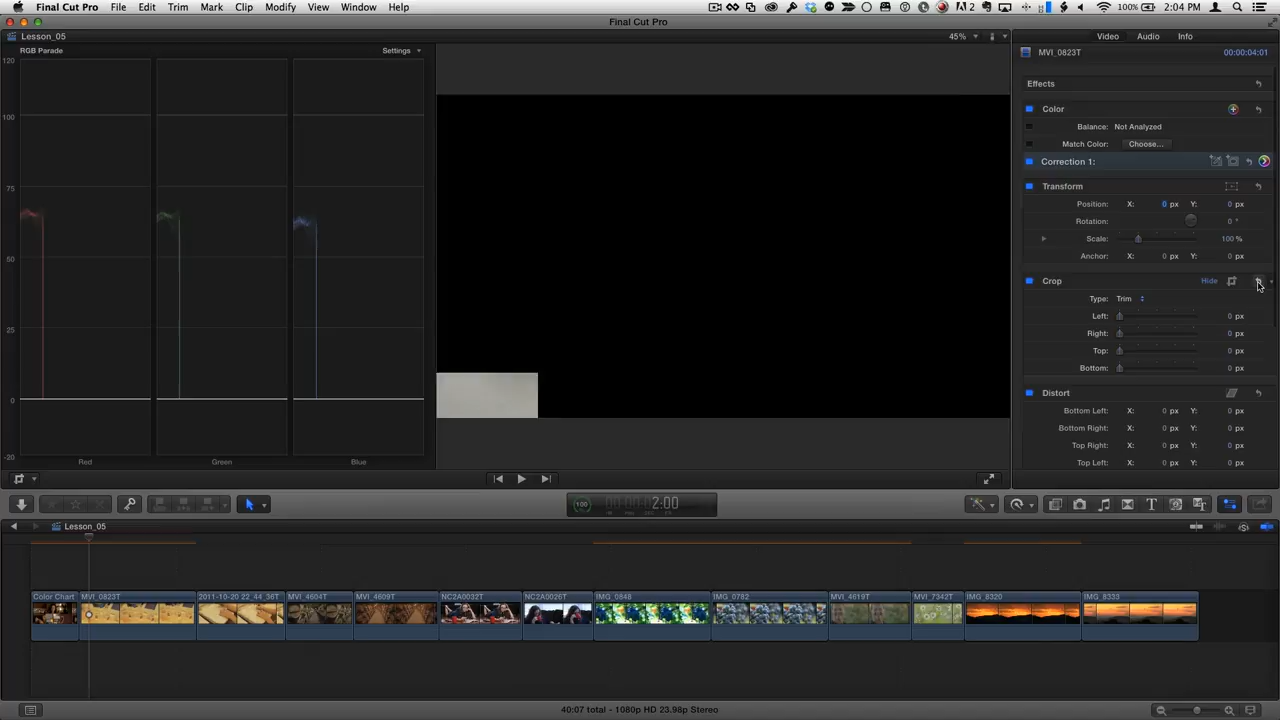 Final Cut Pro File Edit Trim Mark Clip Modify View Window Help 2 100% 2:04 PM
Final Cut Pro
Lesson_05 45% Video Audio Info
RGB Parade Settings MVI_0823T 00:00:04:01
120
100
75
50
25
0
-20
Red Green Blue
Effects
Color
Balance: Not Analyzed
Match Color: Choose...
Correction 1:
Transform
Position: X: 0 px Y: 0 px
Rotation: 0 °
Scale: 100 %
Anchor: X: 0 px Y: 0 px
Crop Hide
Type: Trim
Left: 0 px
Right: 0 px
Top: 0 px
Bottom: 0 px
Distort
Bottom Left: X: 0 px Y: 0 px
Bottom Right: X: 0 px Y: 0 px
Top Right: X: 0 px Y: 0 px
Top Left: X: 0 px Y: 0 px
100 2:00
Lesson_05
Color Chart MVI_0823T 2011-10-20 22_44_36T MVI_4604T MVI_4609T NC2A0032T NC2A0026T IMG_0848 IMG_0782 MVI_4619T MVI_7342T IMG_8320 IMG_8333
40:07 total - 1080p HD 23.98p Stereo